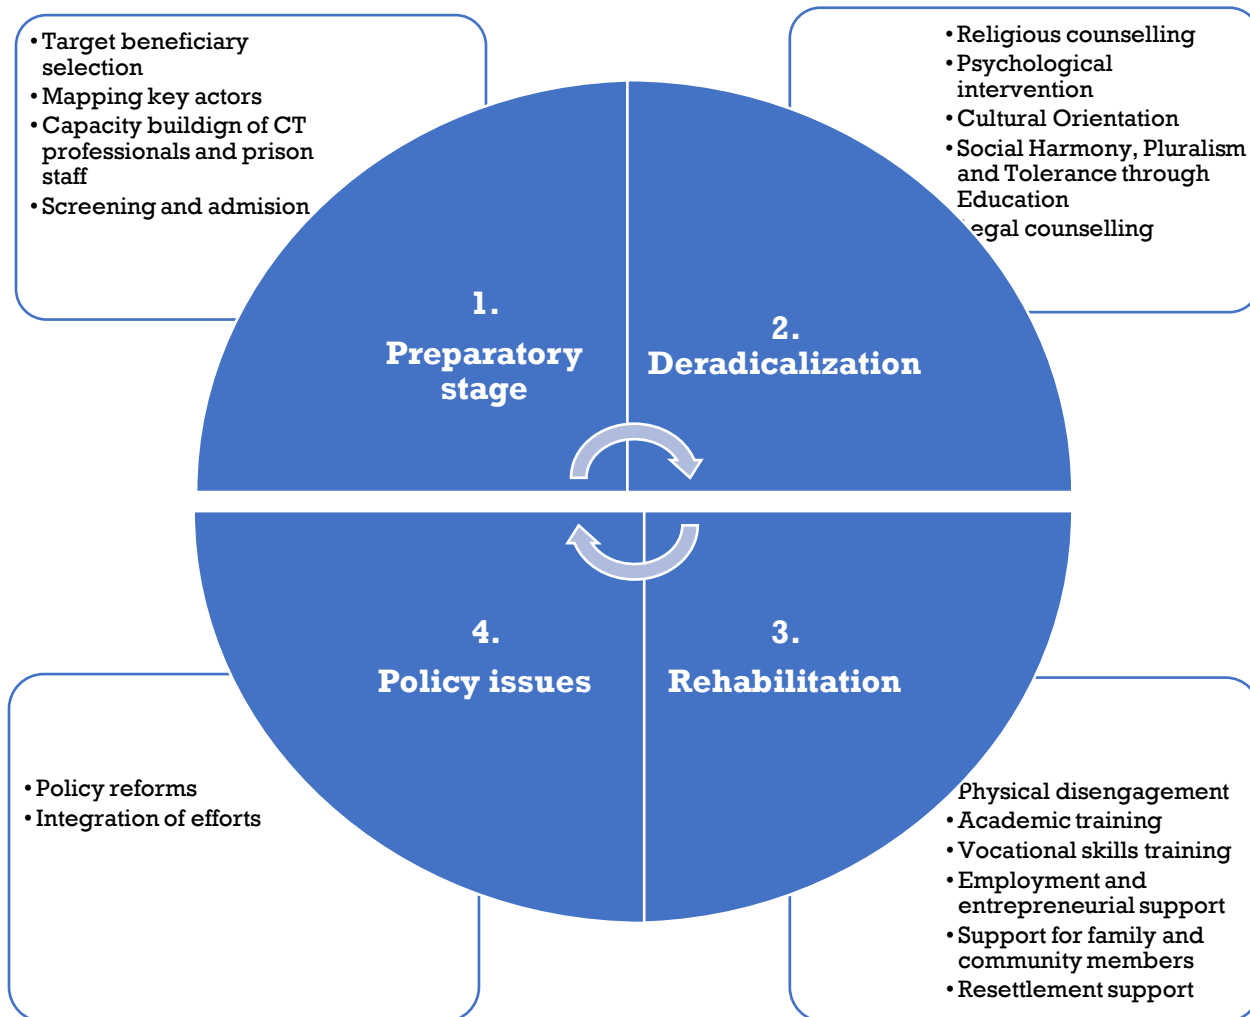 • Target beneficiary
selection
• Mapping key actors
• Capacity buildign of CT
professionals and prison
staff
• Screening and admision
• Religious counselling
• Psychological
intervention
• Cultural Orientation
• Social Harmony, Pluralism
and Tolerance through
Education
egal counselling
1.
Preparatory
stage
2.
Deradicalization
4.
Policy issues
3.
Rehabilitation
• Policy reforms
• Integration of efforts
Physical disengagement
• Academic training
• Vocational skills training
• Employment and
entrepreneurial support
• Support for family and
community members
• Resettlement support